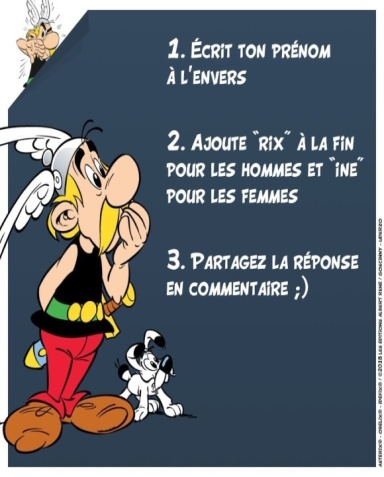 1. ÉCRIT TON PRÉNOM
À L'ENVERS
2. AJOUTE "RIX" À LA FIN
POUR LES HOMMES ET "INE"
POUR LES FEMMES
3. PARTAGEZ LA RÉPONSE
EN COMMENTAIRE ;)
ASTERIX® - OBELIX® - IDEFIX® / ©2018 LES EDITIONS ALBERT RENE / GOSCINNY - UDERZO